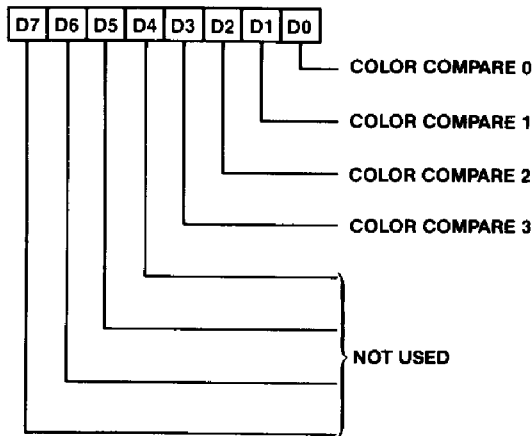 D7 D6 D5 D4 D3 D2 D1 D0
COLOR COMPARE 0
COLOR COMPARE 1
COLOR COMPARE 2
COLOR COMPARE 3
NOT USED